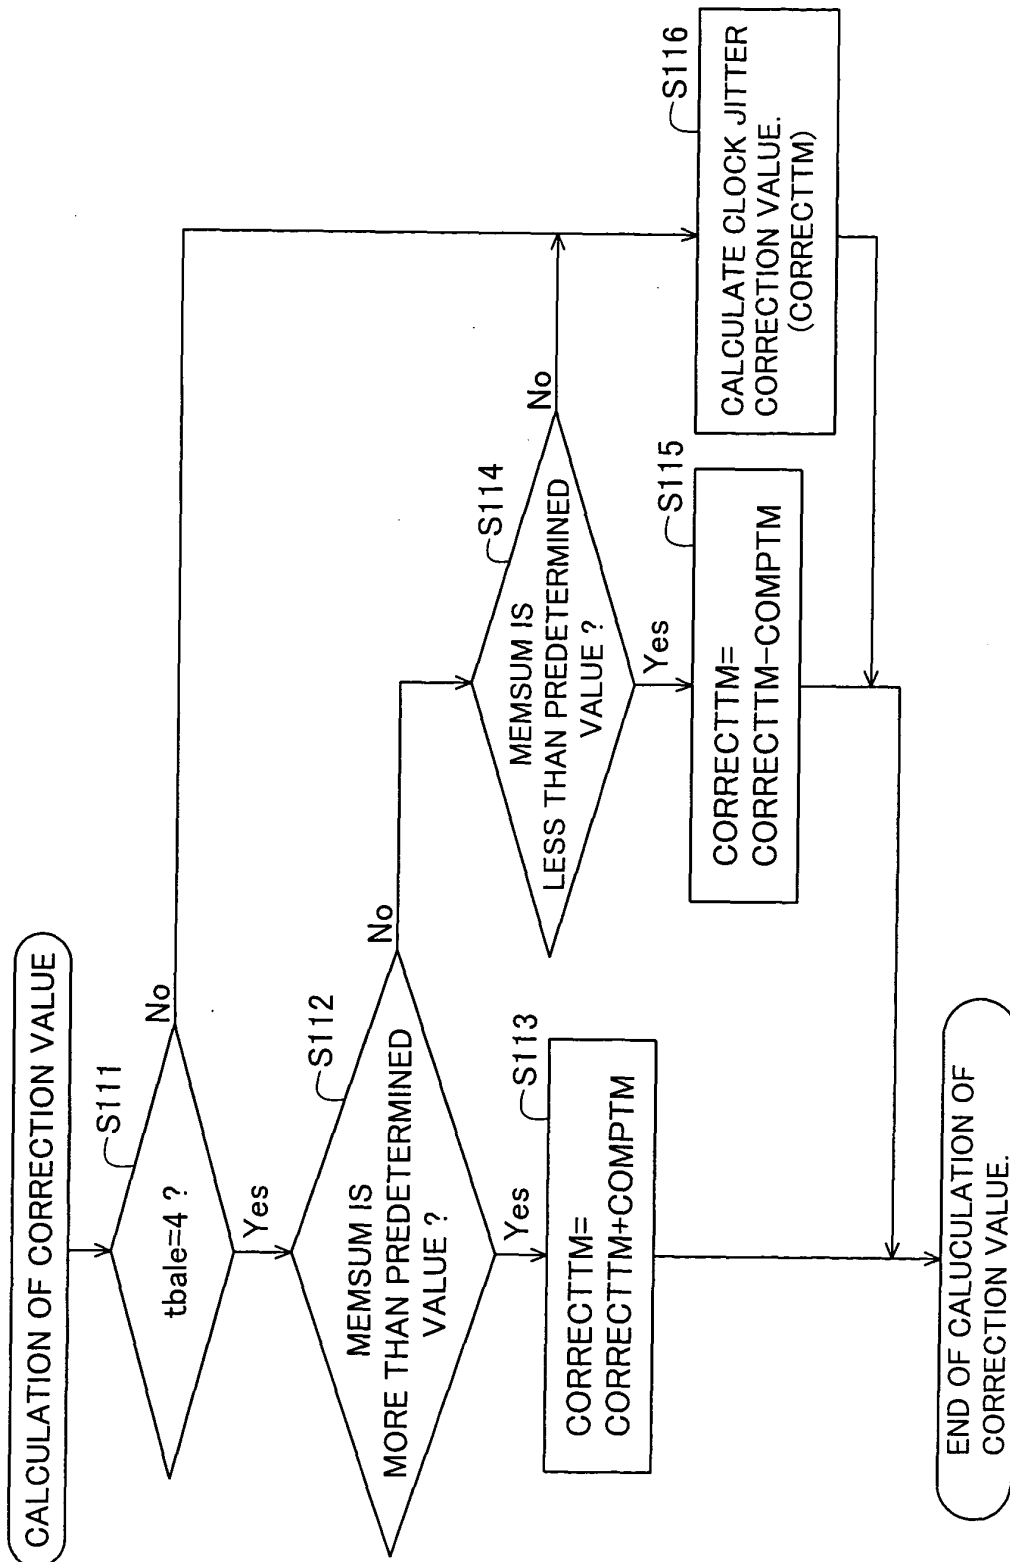 CALCULATION OF CORRECTION VALUE
S111
tbale=4 ?
No
Yes
S112
MEMSUM IS
MORE THAN PREDETERMINED
VALUE ?
No
Yes
S113
CORRECTTM=
CORRECTTM+COMPTM
S114
MEMSUM IS
LESS THAN PREDETERMINED
VALUE ?
No
Yes
S115
CORRECTTM=
CORRECTTM-COMPTM
S116
CALCULATE CLOCK JITTER
CORRECTION VALUE.
(CORRECTTM)
END OF CALUCULATION OF
CORRECTION VALUE.